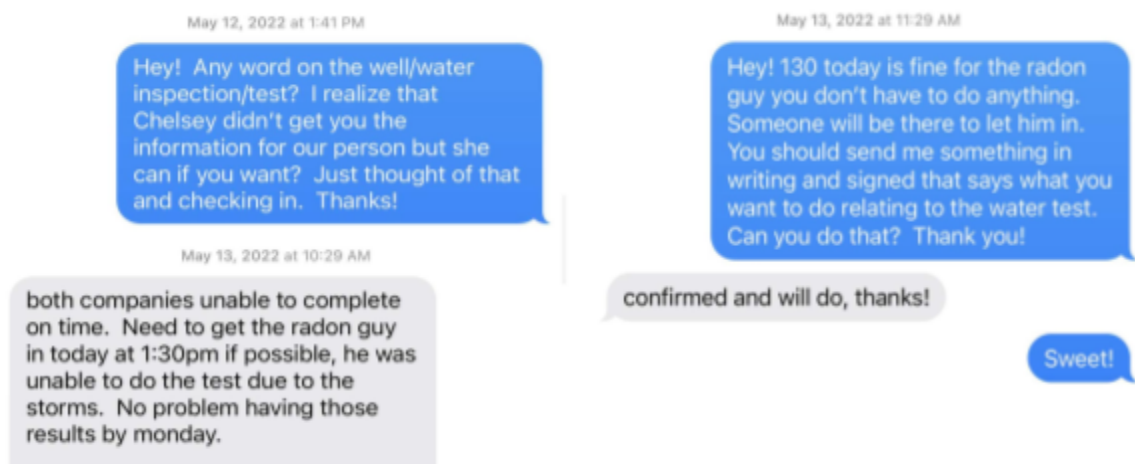 May 12, 2022 at 1:41 PM
Hey!  Any word on the well/water
inspection/test?  I realize that
Chelsey didn't get you the
information for our person but she
can if you want?  Just thought of that
and checking in.  Thanks!
May 13, 2022 at 10:29 AM
both companies unable to complete
on time.  Need to get the radon guy
in today at 1:30pm if possible, he was
unable to do the test due to the
storms.  No problem having those
results by monday.
May 13, 2022 at 11:29 AM
Hey! 130 today is fine for the radon
guy you don't have to do anything.
Someone will be there to let him in.
You should send me something in
writing and signed that says what you
want to do relating to the water test.
Can you do that?  Thank you!
confirmed and will do, thanks!
Sweet!